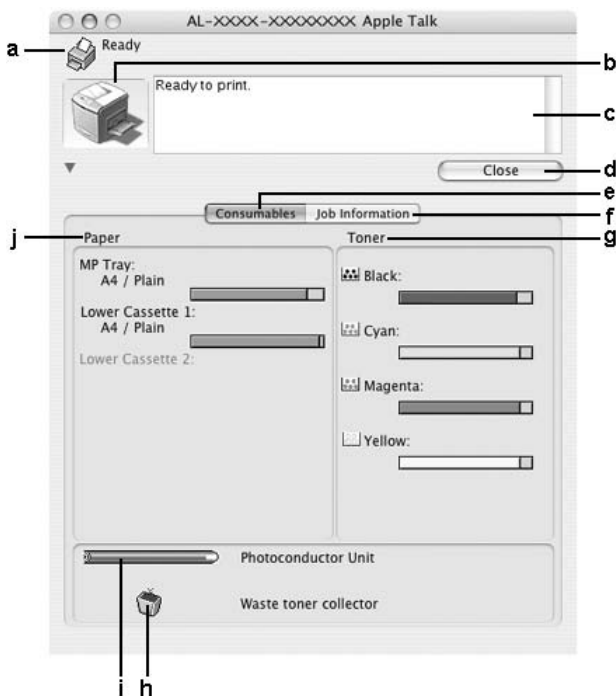 AL-XXXX-XXXXXXXX Apple Talk
a
Ready
b
Ready to print.
c
Close
d
e
Consumables
Job Information
f
j
Paper
Toner
g
MP Tray:
A4 / Plain
Black:
Lower Cassette 1:
A4 / Plain
Cyan:
Lower Cassette 2:
Magenta:
Yellow:
Photoconductor Unit
Waste toner collector
i
h